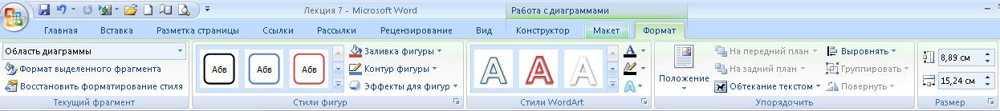 Лекция 7 - Microsoft Word
Работа с диаграммами
Главная Вставка Разметка страницы Ссылки Рассылки Рецензирование Вид Конструктор Макет Формат
Область диаграммы
Формат выделенного фрагмента
Восстановить форматирование стиля
Текущий фрагмент
Абв Абв Абв
Заливка фигуры
Контур фигуры
Эффекты для фигур
Стили фигур
A A A
A
A
Стили WordArt
Положение
На передний план
На задний план
Обтекание текстом
Выровнять
Группировать
Повернуть
Упорядочить
8,89 см
15,24 см
Размер